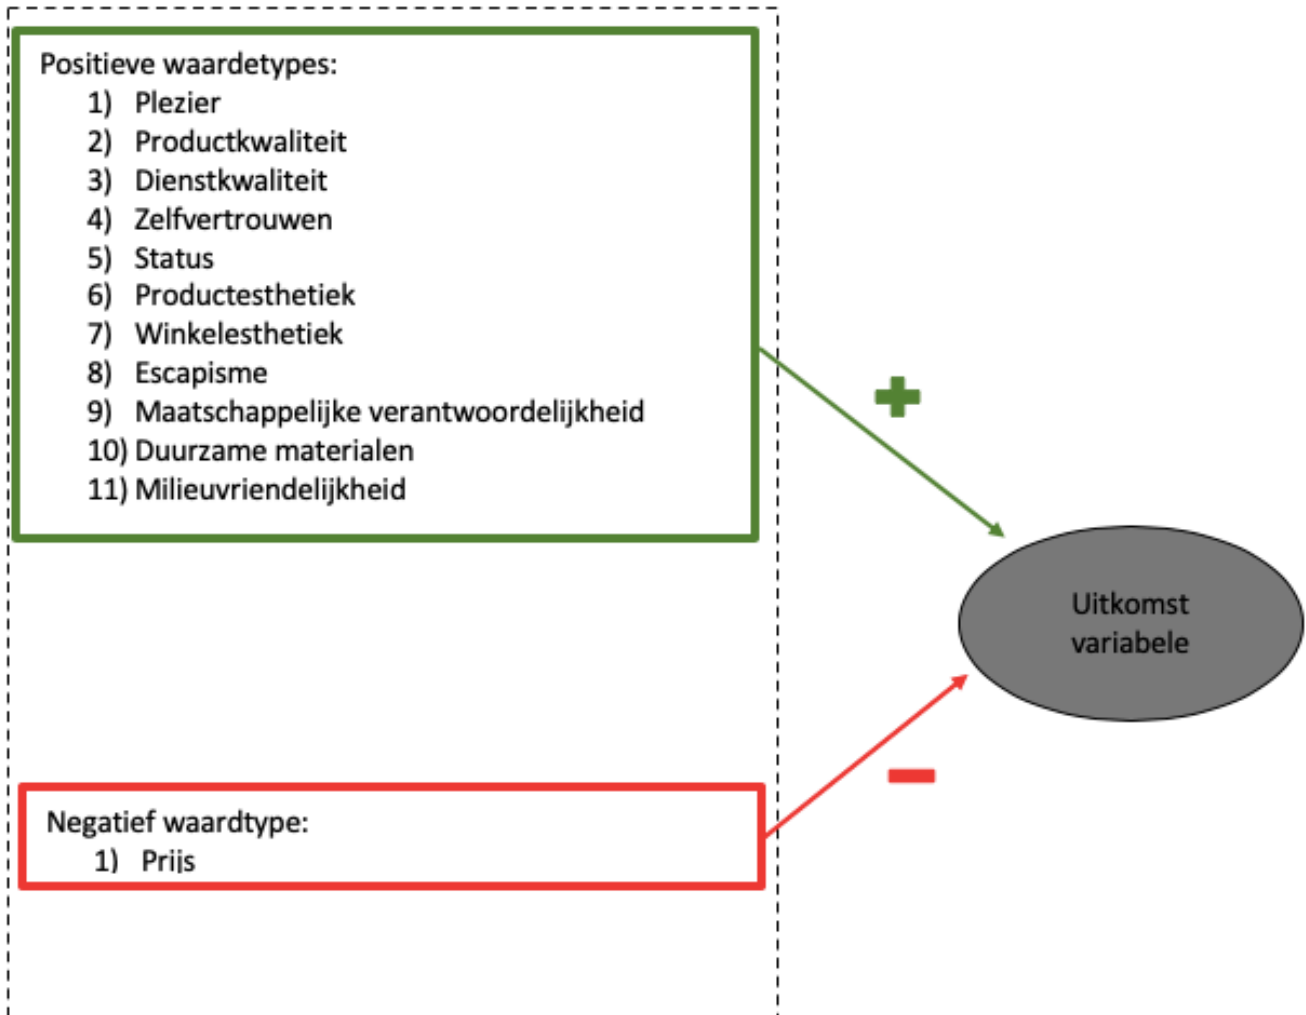 Positieve waardetypes:
1) Plezier
2) Productkwaliteit
3) Dienstkwaliteit
4) Zelfvertrouwen
5) Status
6) Productesthetiek
7) Winkelesthetiek
8) Escapisme
9) Maatschappelijke verantwoordelijkheid
10) Duurzame materialen
11) Milieuvriendelijkheid
+
Uitkomst
variabele
−
Negatief waardtype:
1) Prijs